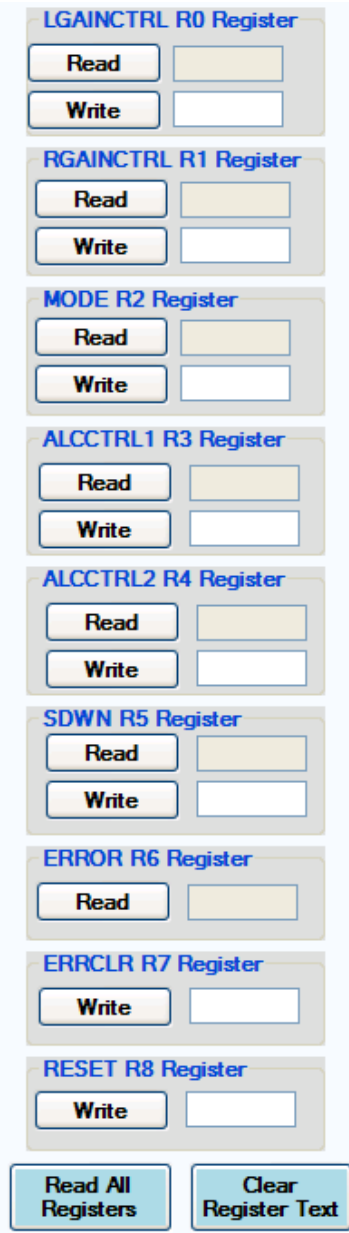 LGAINCTRL R0 Register
Read
Write
RGAINCTRL R1 Register
Read
Write
MODE R2 Register
Read
Write
ALCCTRL1 R3 Register
Read
Write
ALCCTRL2 R4 Register
Read
Write
SDWN R5 Register
Read
Write
ERROR R6 Register
Read
ERRCLR R7 Register
Write
RESET R8 Register
Write
Read All
Registers
Clear
Register Text